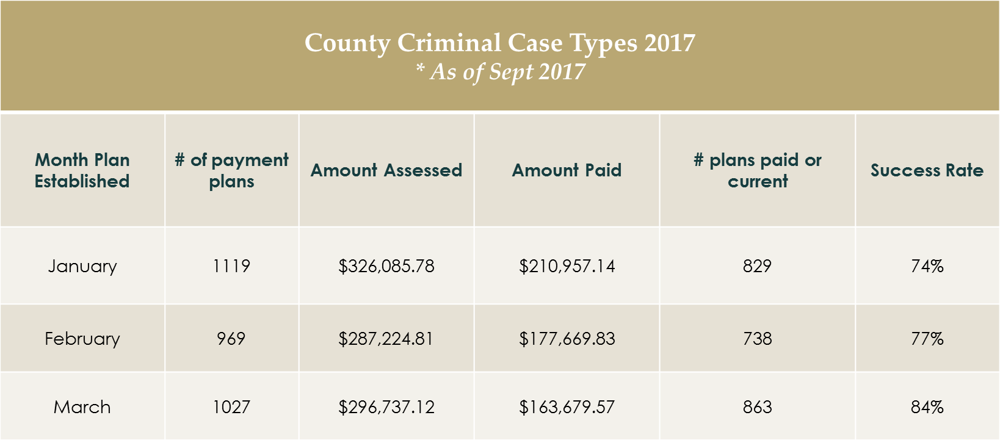 County Criminal Case Types 2017
* As of Sept 2017
Month Plan Established # of payment plans Amount Assessed Amount Paid # plans paid or current Success Rate
January 1119 $326,085.78 $210,957.14 829 74%
February 969 $287,224.81 $177,669.83 738 77%
March 1027 $296,737.12 $163,679.57 863 84%